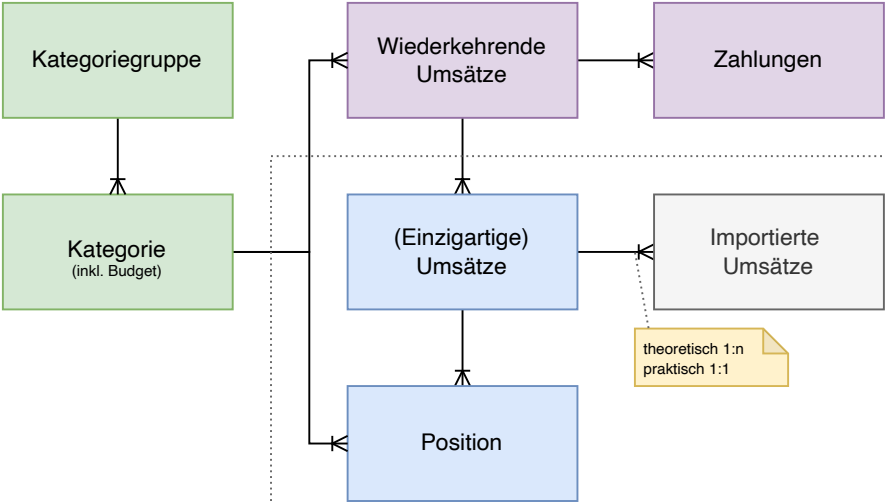 Kategoriegruppe
Wiederkehrende
Umsätze
Zahlungen
Kategorie
(inkl. Budget)
(Einzigartige)
Umsätze
Importierte
Umsätze
theoretisch 1:n
praktisch 1:1
Position